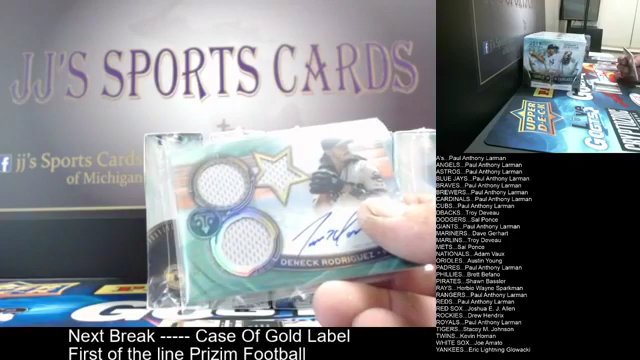 JJ'S SPORTS CARDS
f jj's Sports Cards
of Michigan
DERECK RODRIGUEZ
UPPER DECK
Next Break ----- Case Of Gold Label
First of the line Prizim Football
A's...Paul Anthony Larman
ANGELS...Paul Anthony Larman
ASTROS...Paul Anthony Larman
BLUE JAYS...Paul Anthony Larman
BRAVES...Paul Anthony Larman
BREWERS...Paul Anthony Larman
CARDINALS...Paul Anthony Larman
CUBS...Paul Anthony Larman
DBACKS...Troy Deveau
DODGERS...Sal Ponce
GIANTS...Paul Anthony Larman
MARINERS...Dave Gerhart
MARLINS...Troy Doveau
METS...Sal Ponce
NATIONALS...Adam Vaux
ORIOLES...Austin Young
PADRES...Paul Anthony Larman
PHILLIES...Brett Befano
PIRATES...Shawn Bassler
RAYS...Herbie Wayne Sparkman
RANGERS...Paul Anthony Larman
REDS...Paul Anthony Larman
RED SOX...Joshua E. J. Allen
ROCKIES...Drew Hendrix
ROYALS...Paul Anthony Larman
TIGERS...Stacey M. Johnson
TWINS...Kevin Homan
WHITE SOX...Joe Amato
YANKEES...Eric Lightning Glowacki